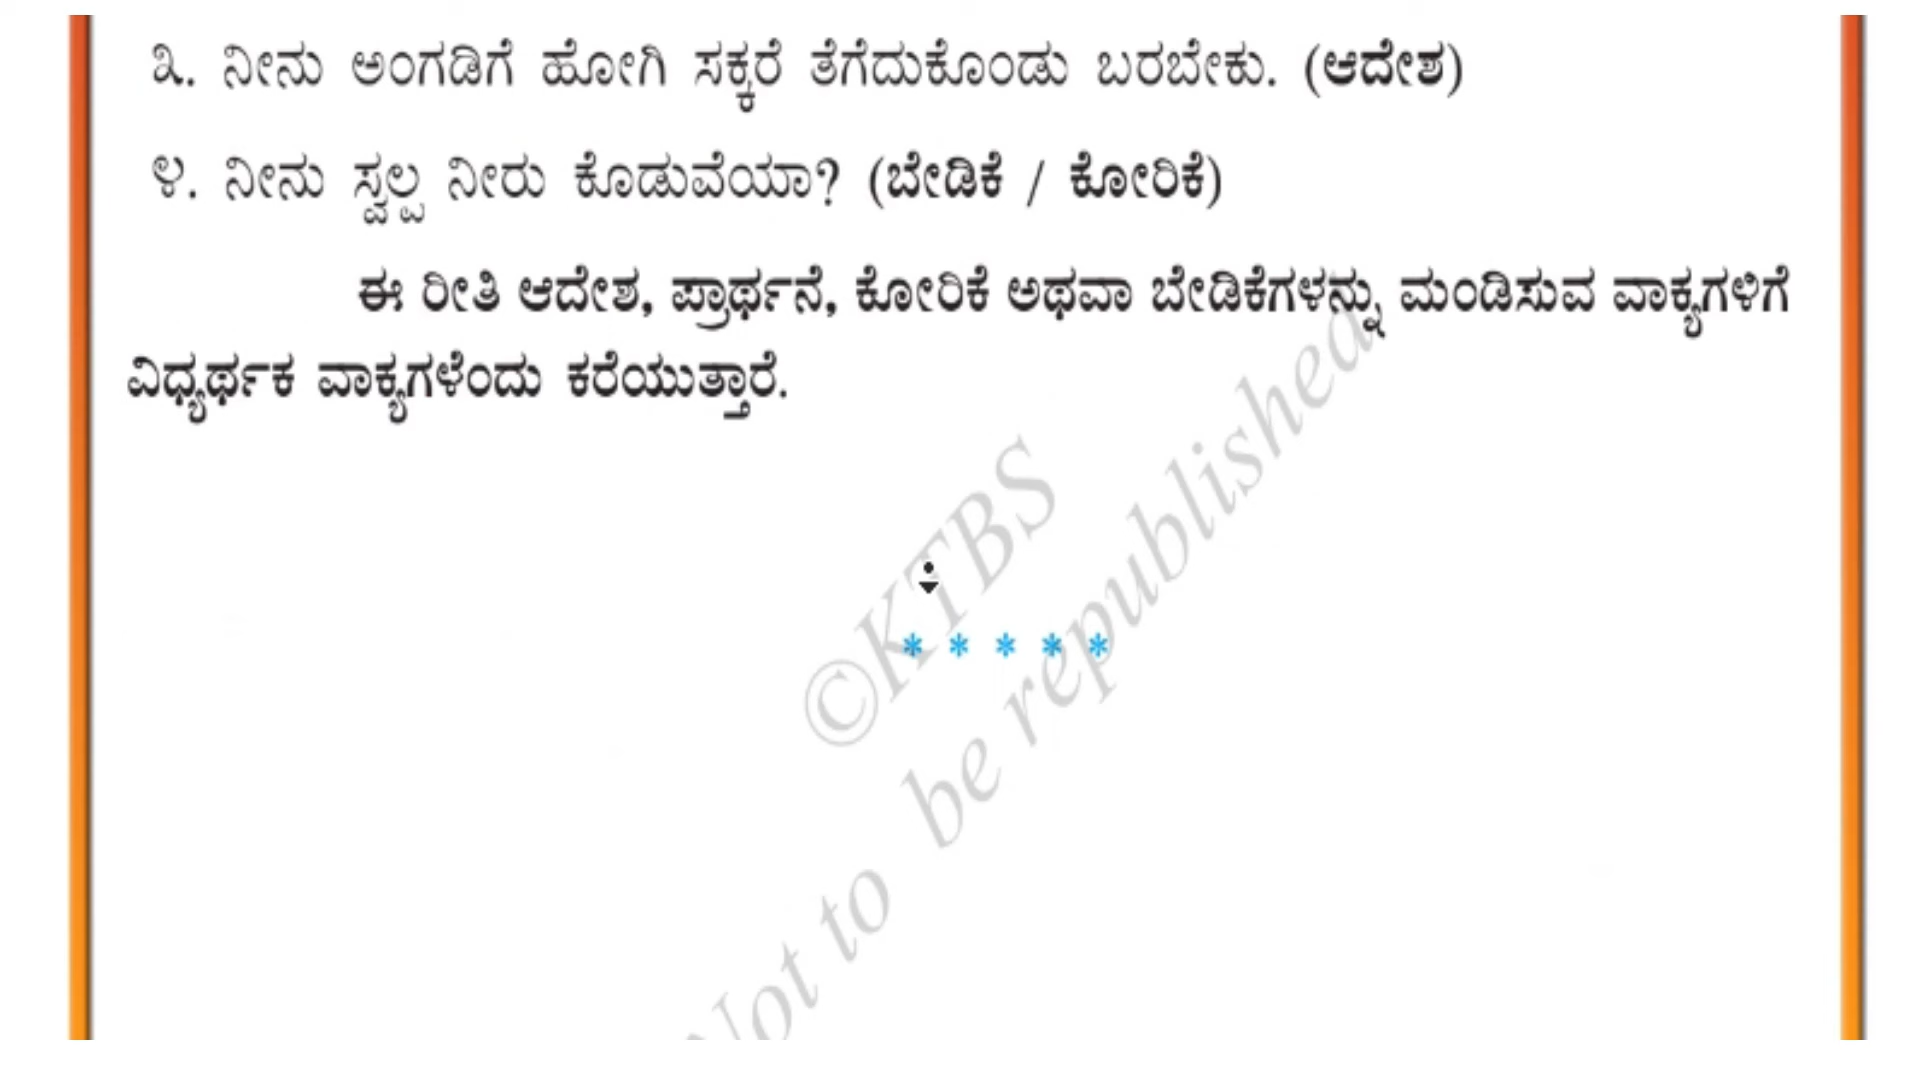 ೩. ನೀನು ಅಂಗಡಿಗೆ ಹೋಗಿ ಸಕ್ಕರೆ ತೆಗೆದುಕೊಂಡು ಬರಬೇಕು. (ಆದೇಶ)
೪. ನೀನು ಸ್ವಲ್ಪ ನೀರು ಕೊಡುವೆಯಾ? (ಬೇಡಿಕೆ / ಕೋರಿಕೆ)
ಈ ರೀತಿ ಆದೇಶ, ಪ್ರಾರ್ಥನೆ, ಕೋರಿಕೆ ಅಥವಾ ಬೇಡಿಕೆಗಳನ್ನು ಮಂಡಿಸುವ ವಾಕ್ಯಗಳಿಗೆ
ವಿಧ್ಯರ್ಥಕ ವಾಕ್ಯಗಳೆಂದು ಕರೆಯುತ್ತಾರೆ.
* * * * *
©KTBS
Not to be republished